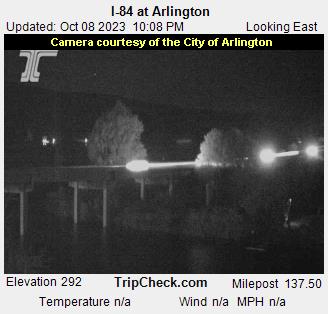 I-84 at Arlington
Updated: Oct 08 2023 10:08 PM Looking East
Camera courtesy of the City of Arlington
Elevation 292 TripCheck.com Milepost 137.50
Temperature n/a Wind n/a MPH n/a